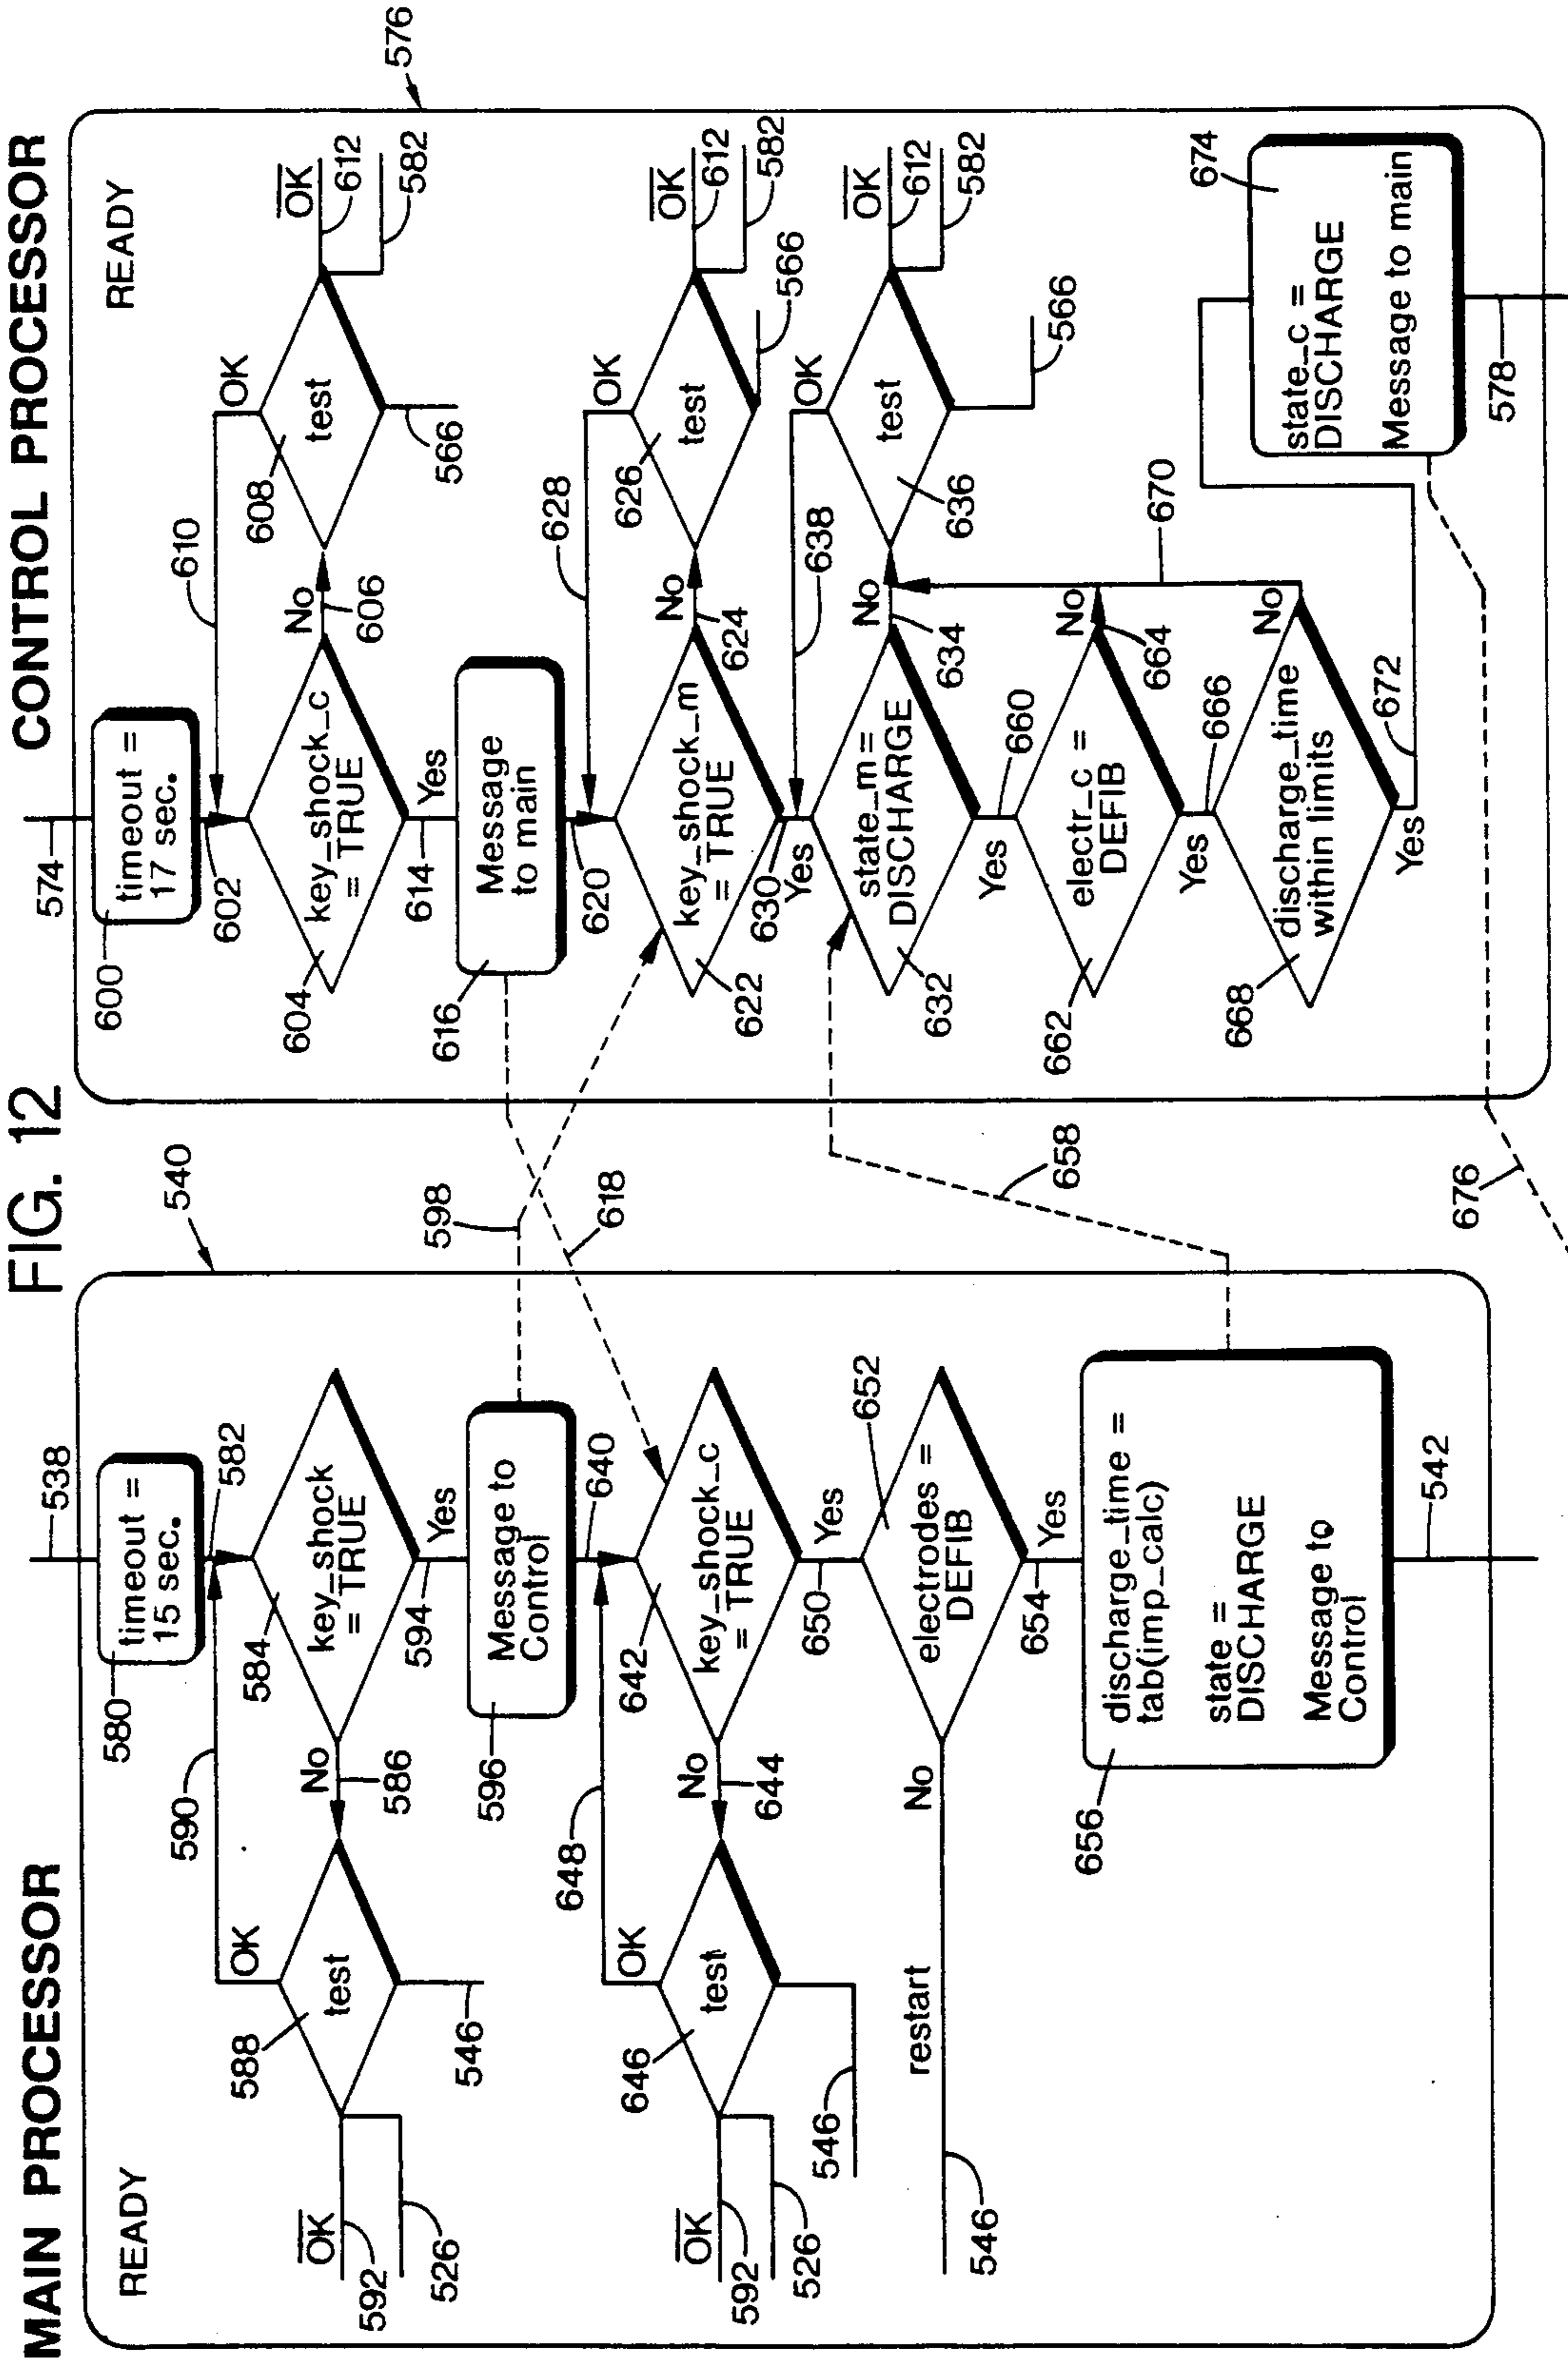 FIG. 12
MAIN PROCESSOR
READY
538
540
580
timeout =
15 sec.
582
590
584
key_shock
= TRUE
No
586
OK
588
test
OK
592
526
546
Yes
594
596
Message to
Control
598
618
640
648
642
key_shock_c
= TRUE
No
644
OK
646
test
OK
592
526
546
Yes
650
652
electrodes =
DEFIB
No
restart
546
Yes
654
656
discharge_time =
tab(imp_calc)
state =
DISCHARGE
Message to
Control
658
542
CONTROL PROCESSOR
READY
574
576
600
timeout =
17 sec.
602
610
604
key_shock_c
= TRUE
No
606
OK
608
test
OK
612
582
566
Yes
614
616
Message
to main
620
628
622
key_shock_m
= TRUE
No
624
OK
626
test
OK
612
582
566
630
Yes
638
632
state_m =
DISCHARGE
No
634
OK
636
test
OK
612
582
566
Yes
660
662
electr_c =
DEFIB
No
664
670
Yes
666
668
discharge_time
within limits
No
Yes
672
674
state_c =
DISCHARGE
Message to main
676
578